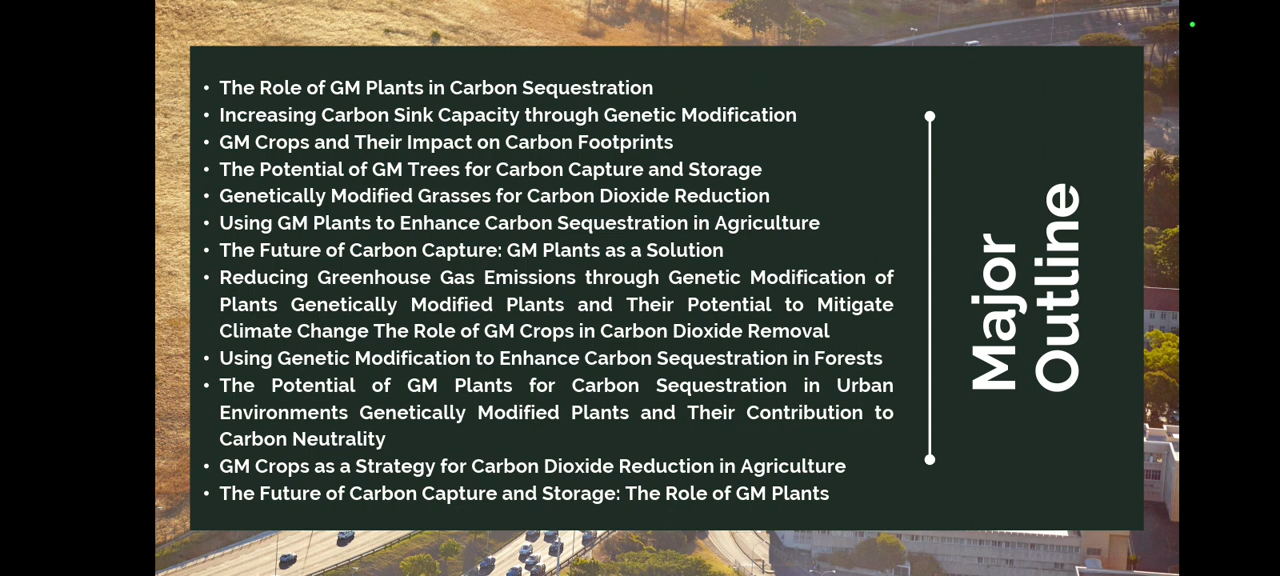 • The Role of GM Plants in Carbon Sequestration
• Increasing Carbon Sink Capacity through Genetic Modification
• GM Crops and Their Impact on Carbon Footprints
• The Potential of GM Trees for Carbon Capture and Storage
• Genetically Modified Grasses for Carbon Dioxide Reduction
• Using GM Plants to Enhance Carbon Sequestration in Agriculture
• The Future of Carbon Capture: GM Plants as a Solution
• Reducing Greenhouse Gas Emissions through Genetic Modification of
Plants Genetically Modified Plants and Their Potential to Mitigate
Climate Change The Role of GM Crops in Carbon Dioxide Removal
• Using Genetic Modification to Enhance Carbon Sequestration in Forests
• The Potential of GM Plants for Carbon Sequestration in Urban
Environments Genetically Modified Plants and Their Contribution to
Carbon Neutrality
• GM Crops as a Strategy for Carbon Dioxide Reduction in Agriculture
• The Future of Carbon Capture and Storage: The Role of GM Plants
Major
Outline